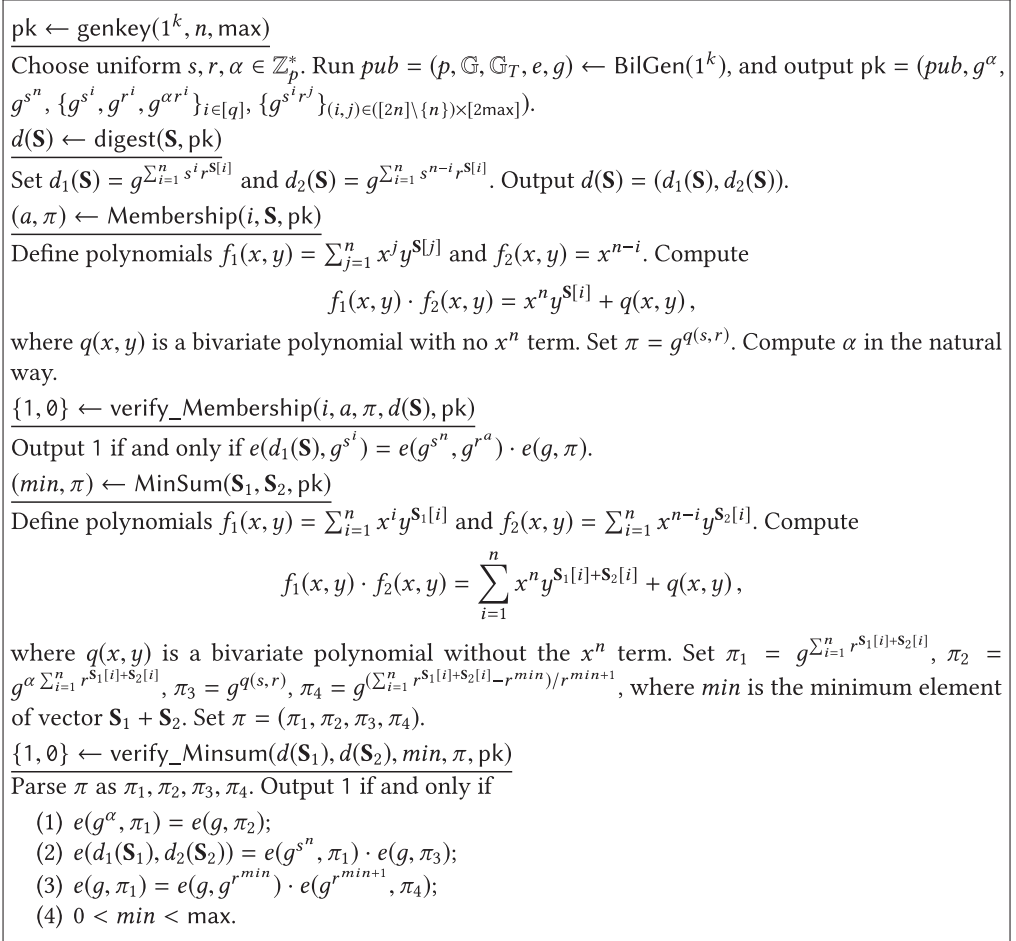 pk ← genkey(1^k, n, max)
Choose uniform s, r, α ∈ ℤ*_p. Run pub = (p, 𝔾, 𝔾_T, e, g) ← BilGen(1^k), and output pk = (pub, g^α,
g^{s^n}, {g^{s^i}, g^{r^i}, g^{αr^i}}_{i∈[q]}, {g^{s^i r^j}}_{(i,j)∈([2n]\{n})×[2max]}).
d(S) ← digest(S, pk)
Set d_1(S) = g^{∑_{i=1}^n s^i r^{S[i]}} and d_2(S) = g^{∑_{i=1}^n s^{n−i} r^{S[i]}}. Output d(S) = (d_1(S), d_2(S)).
(a, π) ← Membership(i, S, pk)
Define polynomials f_1(x, y) = ∑_{j=1}^n x^j y^{S[j]} and f_2(x, y) = x^{n−i}. Compute
f_1(x, y) · f_2(x, y) = x^n y^{S[i]} + q(x, y) ,
where q(x, y) is a bivariate polynomial with no x^n term. Set π = g^{q(s,r)}. Compute α in the natural
way.
{1, 0} ← verify_Membership(i, a, π, d(S), pk)
Output 1 if and only if e(d_1(S), g^{s^i}) = e(g^{s^n}, g^{r^a}) · e(g, π).
(min, π) ← MinSum(S_1, S_2, pk)
Define polynomials f_1(x, y) = ∑_{i=1}^n x^i y^{S_1[i]} and f_2(x, y) = ∑_{i=1}^n x^{n−i} y^{S_2[i]}. Compute
f_1(x, y) · f_2(x, y) = ∑_{i=1}^n x^n y^{S_1[i]+S_2[i]} + q(x, y) ,
where q(x, y) is a bivariate polynomial without the x^n term. Set π_1 = g^{∑_{i=1}^n r^{S_1[i]+S_2[i]}}, π_2 =
g^{α ∑_{i=1}^n r^{S_1[i]+S_2[i]}}, π_3 = g^{q(s,r)}, π_4 = g^{(∑_{i=1}^n r^{S_1[i]+S_2[i]}−r^{min})/r^{min+1}}, where min is the minimum element
of vector S_1 + S_2. Set π = (π_1, π_2, π_3, π_4).
{1, 0} ← verify_Minsum(d(S_1), d(S_2), min, π, pk)
Parse π as π_1, π_2, π_3, π_4. Output 1 if and only if
(1) e(g^α, π_1) = e(g, π_2);
(2) e(d_1(S_1), d_2(S_2)) = e(g^{s^n}, π_1) · e(g, π_3);
(3) e(g, π_1) = e(g, g^{r^{min}}) · e(g^{r^{min+1}}, π_4);
(4) 0 < min < max.